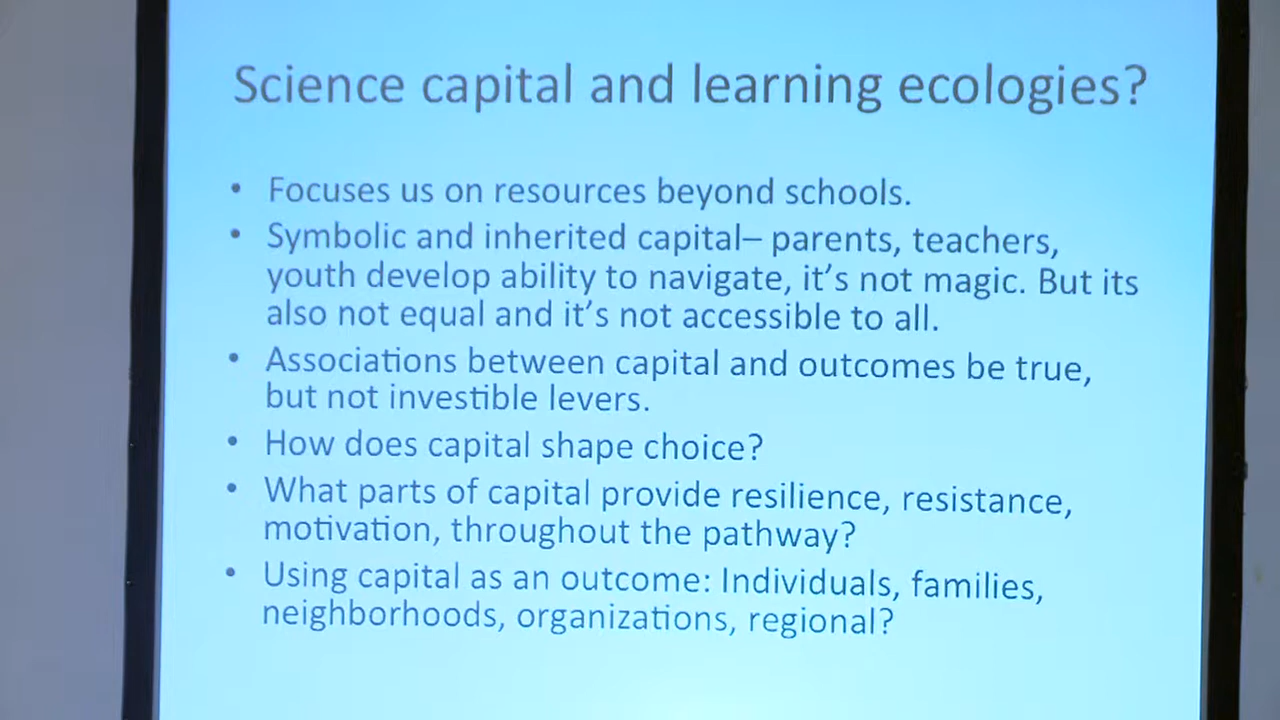 Science capital and learning ecologies?
• Focuses us on resources beyond schools.
• Symbolic and inherited capital– parents, teachers,
youth develop ability to navigate, it's not magic. But its
also not equal and it's not accessible to all.
• Associations between capital and outcomes be true,
but not investible levers.
• How does capital shape choice?
• What parts of capital provide resilience, resistance,
motivation, throughout the pathway?
• Using capital as an outcome: Individuals, families,
neighborhoods, organizations, regional?